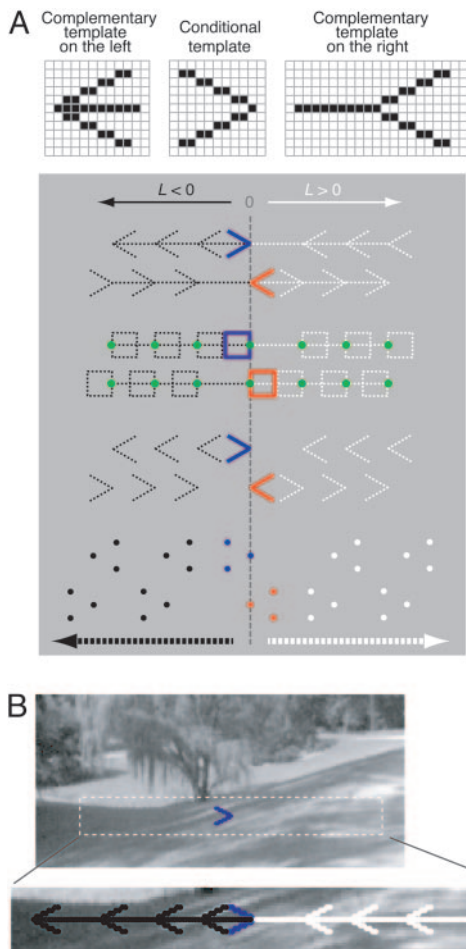 A
Complementary
template
on the left
Conditional
template
Complementary
template
on the right
L < 0
0
L > 0
B